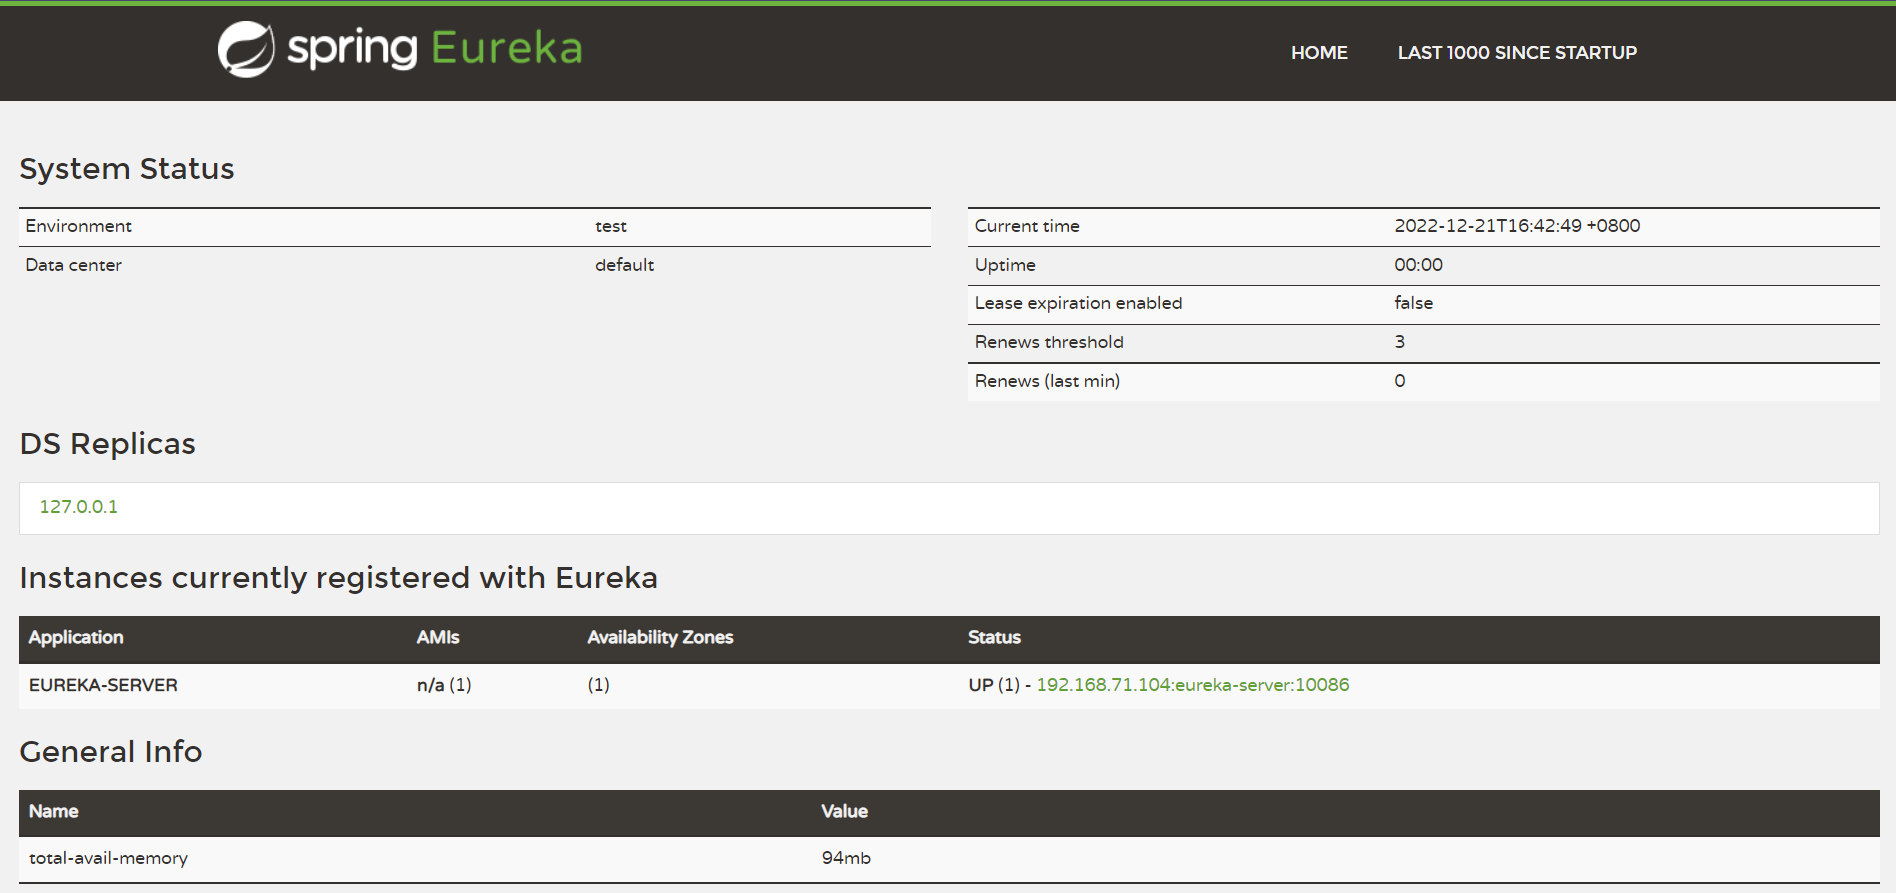 spring Eureka
HOME LAST 1000 SINCE STARTUP
System Status
Environment test
Data center default
Current time 2022-12-21T16:42:49 +0800
Uptime 00:00
Lease expiration enabled false
Renews threshold 3
Renews (last min) 0
DS Replicas
127.0.0.1
Instances currently registered with Eureka
Application AMIs Availability Zones Status
EUREKA-SERVER n/a (1) (1) UP (1) - 192.168.71.104:eureka-server:10086
General Info
Name Value
total-avail-memory 94mb